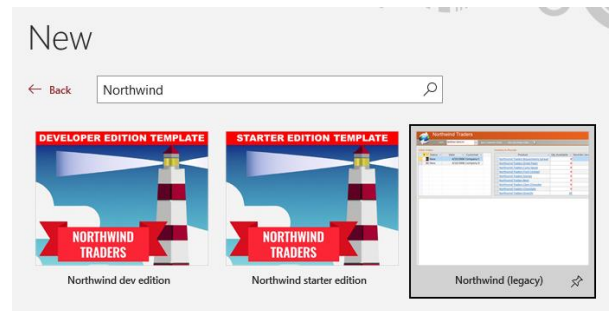 New
← Back
Northwind
DEVELOPER EDITION TEMPLATE
NORTHWIND
TRADERS
Northwind dev edition
STARTER EDITION TEMPLATE
NORTHWIND
TRADERS
Northwind starter edition
Northwind Traders
Northwind (legacy)